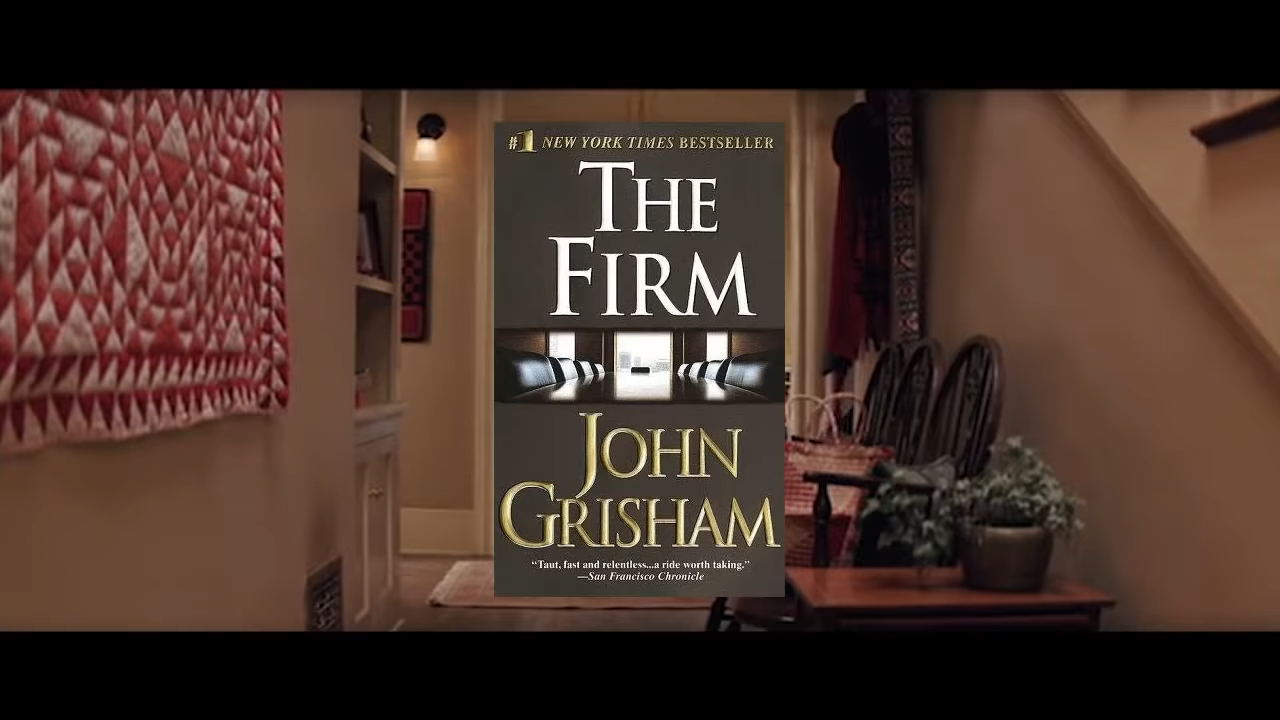 #1 NEW YORK TIMES BESTSELLER
THE
FIRM
JOHN
GRISHAM
“Taut, fast and relentless...a ride worth taking.”
—San Francisco Chronicle